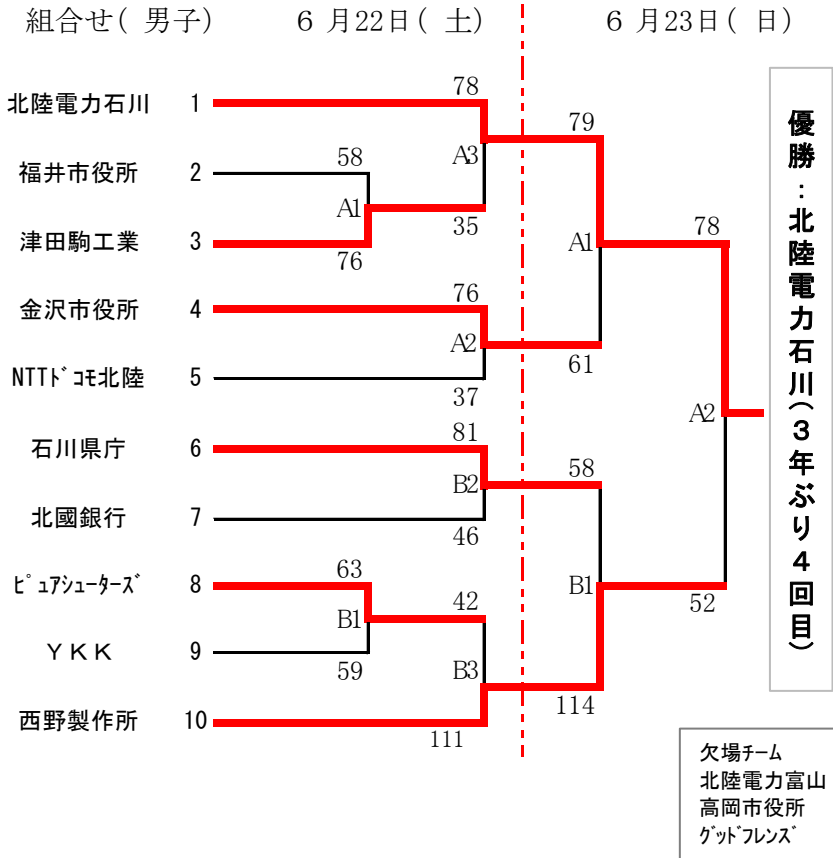 組合せ( 男子)
6 月22日( 土)
6 月23日( 日)
北陸電力石川 1
福井市役所 2
津田駒工業 3
金沢市役所 4
NTTﾄﾞｺﾓ北陸 5
石川県庁 6
北國銀行 7
ﾋﾟｭｱｼｭｰﾀｰｽﾞ 8
ＹＫＫ 9
西野製作所 10
58
A1
76
63
B1
59
78
A3
35
76
A2
37
81
B2
46
42
B3
111
79
A1
61
58
B1
114
78
A2
52
優勝：北陸電力石川（３年ぶり４回目）
欠場チーム
北陸電力富山
高岡市役所
ｸﾞｯﾄﾞﾌﾚﾝｽﾞ